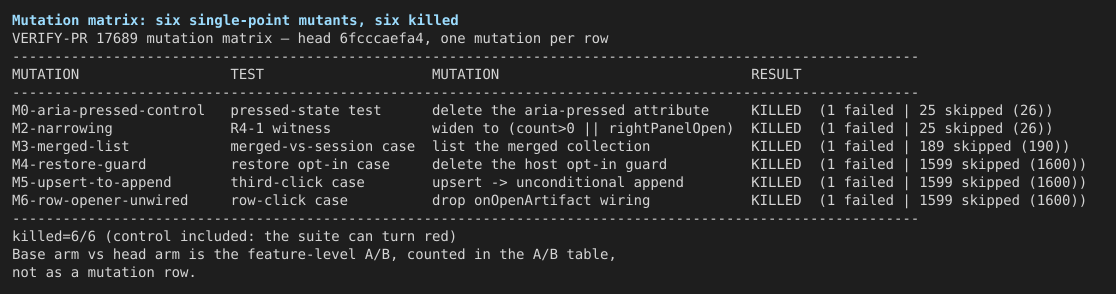 Mutation matrix: six single-point mutants, six killed
VERIFY-PR 17689 mutation matrix — head 6fcccaefa4, one mutation per row
------------------------------------------------------------------------------------------------------------
MUTATION TEST MUTATION RESULT
------------------------------------------------------------------------------------------------------------
M0-aria-pressed-control pressed-state test delete the aria-pressed attribute KILLED (1 failed | 25 skipped (26))
M2-narrowing R4-1 witness widen to (count>0 || rightPanelOpen) KILLED (1 failed | 25 skipped (26))
M3-merged-list merged-vs-session case list the merged collection KILLED (1 failed | 189 skipped (190))
M4-restore-guard restore opt-in case delete the host opt-in guard KILLED (1 failed | 1599 skipped (1600))
M5-upsert-to-append third-click case upsert -> unconditional append KILLED (1 failed | 1599 skipped (1600))
M6-row-opener-unwired row-click case drop onOpenArtifact wiring KILLED (1 failed | 1599 skipped (1600))
------------------------------------------------------------------------------------------------------------
killed=6/6 (control included: the suite can turn red)
Base arm vs head arm is the feature-level A/B, counted in the A/B table,
not as a mutation row.